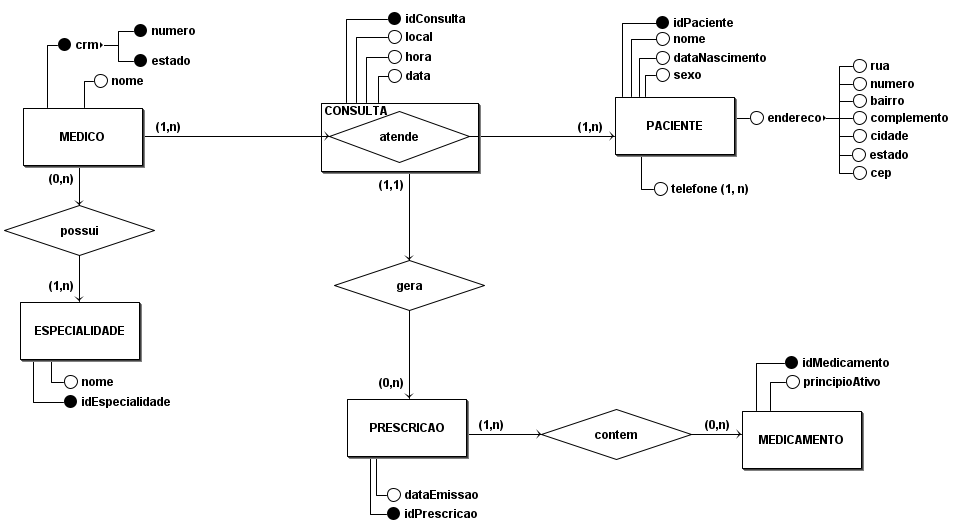 idConsulta
local
hora
data
crm
numero
estado
nome
idPaciente
nome
dataNascimento
sexo
MEDICO
(1,n)
CONSULTA
atende
(1,n)
PACIENTE
endereco
rua
numero
bairro
complemento
cidade
estado
cep
telefone (1, n)
(0,n)
possui
(1,n)
ESPECIALIDADE
nome
idEspecialidade
(1,1)
gera
(0,n)
PRESCRICAO
(1,n)
contem
(0,n)
MEDICAMENTO
idMedicamento
principioAtivo
dataEmissao
idPrescricao